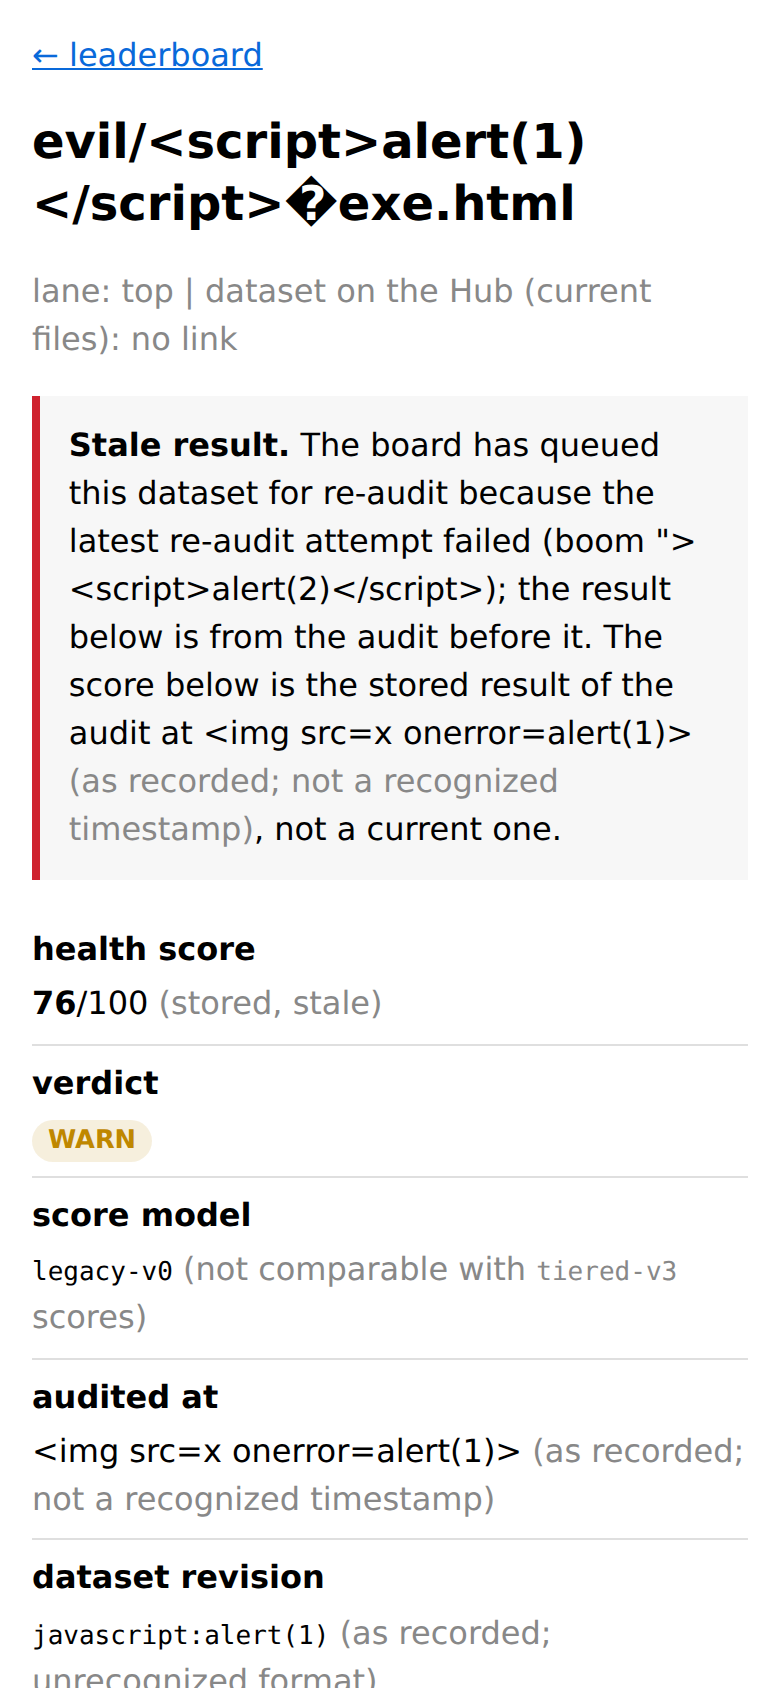 ← leaderboard
evil/<script>alert(1)
</script>�exe.html
lane: top | dataset on the Hub (current
files): no link
Stale result. The board has queued
this dataset for re-audit because the
latest re-audit attempt failed (boom ">
<script>alert(2)</script>); the result
below is from the audit before it. The
score below is the stored result of the
audit at <img src=x onerror=alert(1)>
(as recorded; not a recognized
timestamp), not a current one.
health score
76/100 (stored, stale)
verdict
WARN
score model
legacy-v0 (not comparable with tiered-v3
scores)
audited at
<img src=x onerror=alert(1)> (as recorded;
not a recognized timestamp)
dataset revision
javascript:alert(1) (as recorded;
unrecognized format)